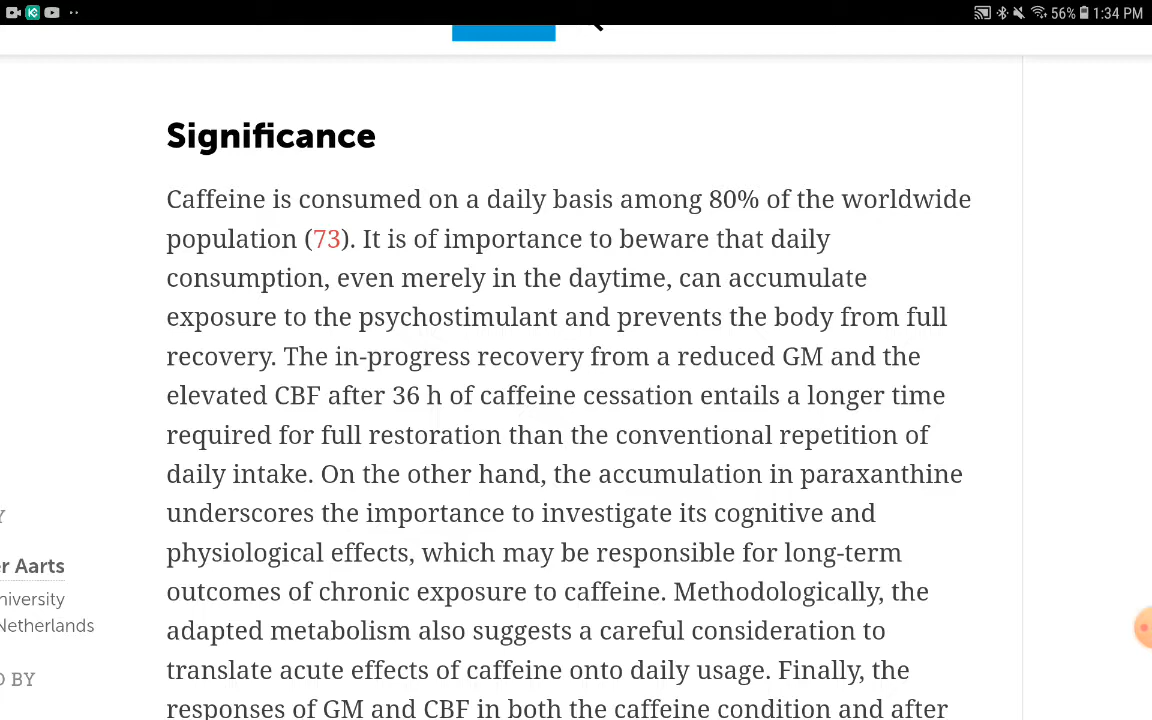 56% 1:34 PM
Significance
Caffeine is consumed on a daily basis among 80% of the worldwide
population (73). It is of importance to beware that daily
consumption, even merely in the daytime, can accumulate
exposure to the psychostimulant and prevents the body from full
recovery. The in-progress recovery from a reduced GM and the
elevated CBF after 36 h of caffeine cessation entails a longer time
required for full restoration than the conventional repetition of
daily intake. On the other hand, the accumulation in paraxanthine
underscores the importance to investigate its cognitive and
physiological effects, which may be responsible for long-term
outcomes of chronic exposure to caffeine. Methodologically, the
adapted metabolism also suggests a careful consideration to
translate acute effects of caffeine onto daily usage. Finally, the
responses of GM and CBF in both the caffeine condition and after
Y
r Aarts
niversity
Netherlands
D BY